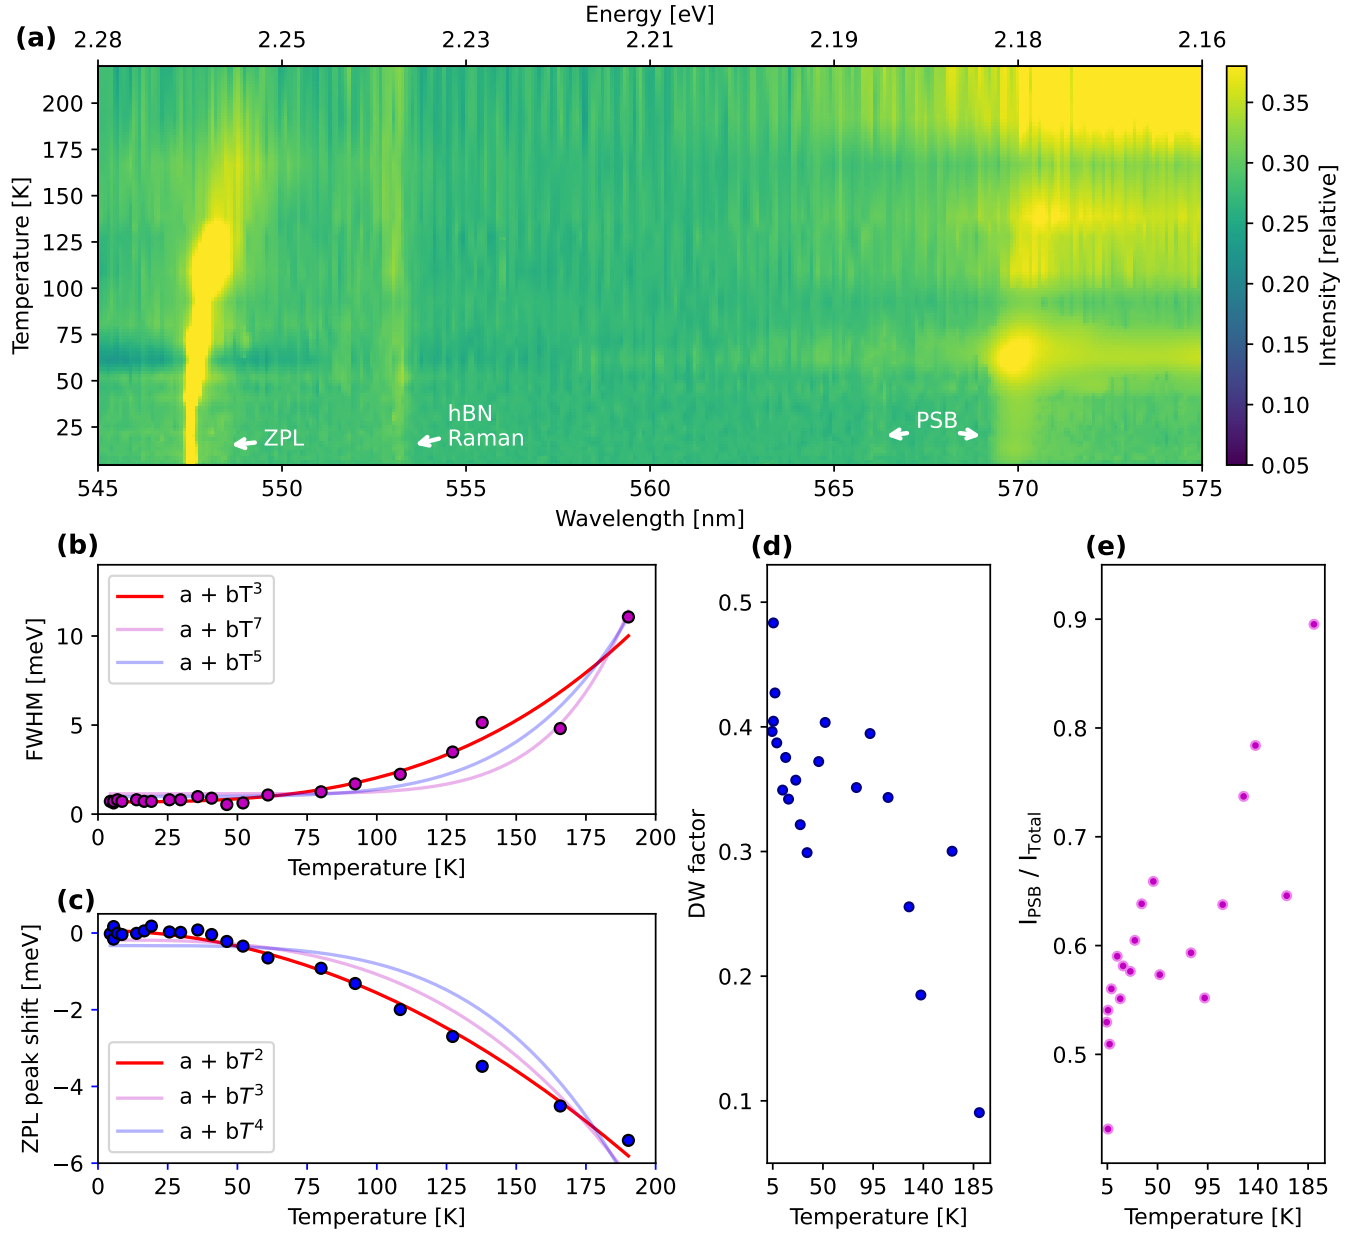 Energy [eV]
(a)
2.28 2.25 2.23 2.21 2.19 2.18 2.16
Temperature [K]
200
175
150
125
100
75
50
25
ZPL
hBN
Raman
PSB
545 550 555 560 565 570 575
Wavelength [nm]
0.35
0.30
0.25
0.20
0.15
0.10
0.05
Intensity [relative]
(b)
FWHM [meV]
10
5
0
a + bT³
a + bT⁷
a + bT⁵
0 25 50 75 100 125 150 175 200
Temperature [K]
(c)
ZPL peak shift [meV]
0
−2
−4
−6
a + bT²
a + bT³
a + bT⁴
0 25 50 75 100 125 150 175 200
Temperature [K]
(d)
DW factor
0.5
0.4
0.3
0.2
0.1
5 50 95 140 185
Temperature [K]
(e)
I_PSB / I_Total
0.9
0.8
0.7
0.6
0.5
5 50 95 140 185
Temperature [K]